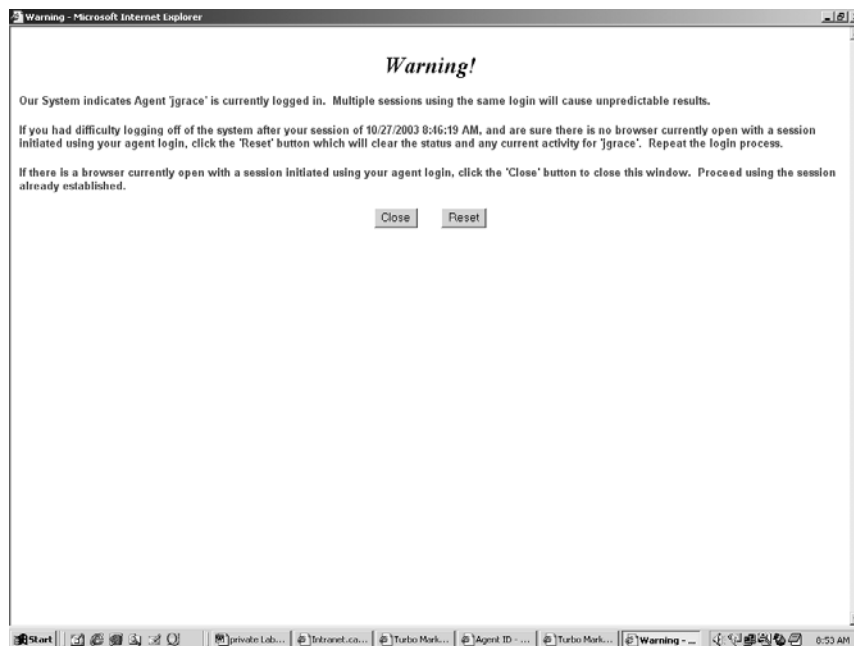 Warning - Microsoft Internet Explorer
Warning!
Our System indicates Agent 'jgrace' is currently logged in. Multiple sessions using the same login will cause unpredictable results.
If you had difficulty logging off of the system after your session of 10/27/2003 8:46:19 AM, and are sure there is no browser currently open with a session
initiated using your agent login, click the 'Reset' button which will clear the status and any current activity for 'jgrace'. Repeat the login process.
If there is a browser currently open with a session initiated using your agent login, click the 'Close' button to close this window. Proceed using the session
already established.
Close Reset
Start private Lab... Intranet.ca... Turbo Mark... Agent ID - ... Turbo Mark... Warning - ... 8:53 AM